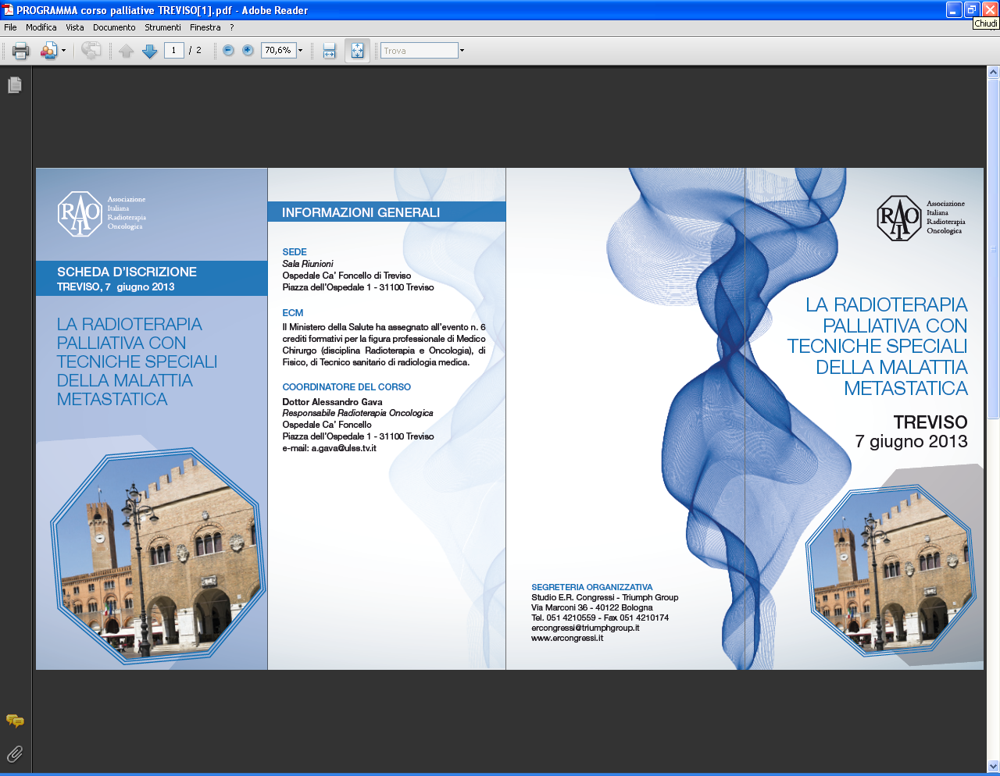 PROGRAMMA corso palliative TREVISO[1].pdf - Adobe Reader
Chiudi
File Modifica Vista Documento Strumenti Finestra ?
1 / 2 70,6% Trova
RAO
I
Associazione
Italiana
Radioterapia
Oncologica
SCHEDA D'ISCRIZIONE
TREVISO, 7 giugno 2013
LA RADIOTERAPIA
PALLIATIVA CON
TECNICHE SPECIALI
DELLA MALATTIA
METASTATICA
INFORMAZIONI GENERALI
SEDE
Sala Riunioni
Ospedale Ca' Foncello di Treviso
Piazza dell'Ospedale 1 - 31100 Treviso
ECM
Il Ministero della Salute ha assegnato all'evento n. 6
crediti formativi per la figura professionale di Medico
Chirurgo (disciplina Radioterapia e Oncologia), di
Fisico, di Tecnico sanitario di radiologia medica.
COORDINATORE DEL CORSO
Dottor Alessandro Gava
Responsabile Radioterapia Oncologica
Ospedale Ca' Foncello
Piazza dell'Ospedale 1 - 31100 Treviso
e-mail: a.gava@ulss.tv.it
SEGRETERIA ORGANIZZATIVA
Studio E.R. Congressi - Triumph Group
Via Marconi 36 - 40122 Bologna
Tel. 051 4210559 - Fax 051 4210174
ercongressi@triumphgroup.it
www.ercongressi.it
RAO
I
Associazione
Italiana
Radioterapia
Oncologica
LA RADIOTERAPIA
PALLIATIVA CON
TECNICHE SPECIALI
DELLA MALATTIA
METASTATICA
TREVISO
7 giugno 2013